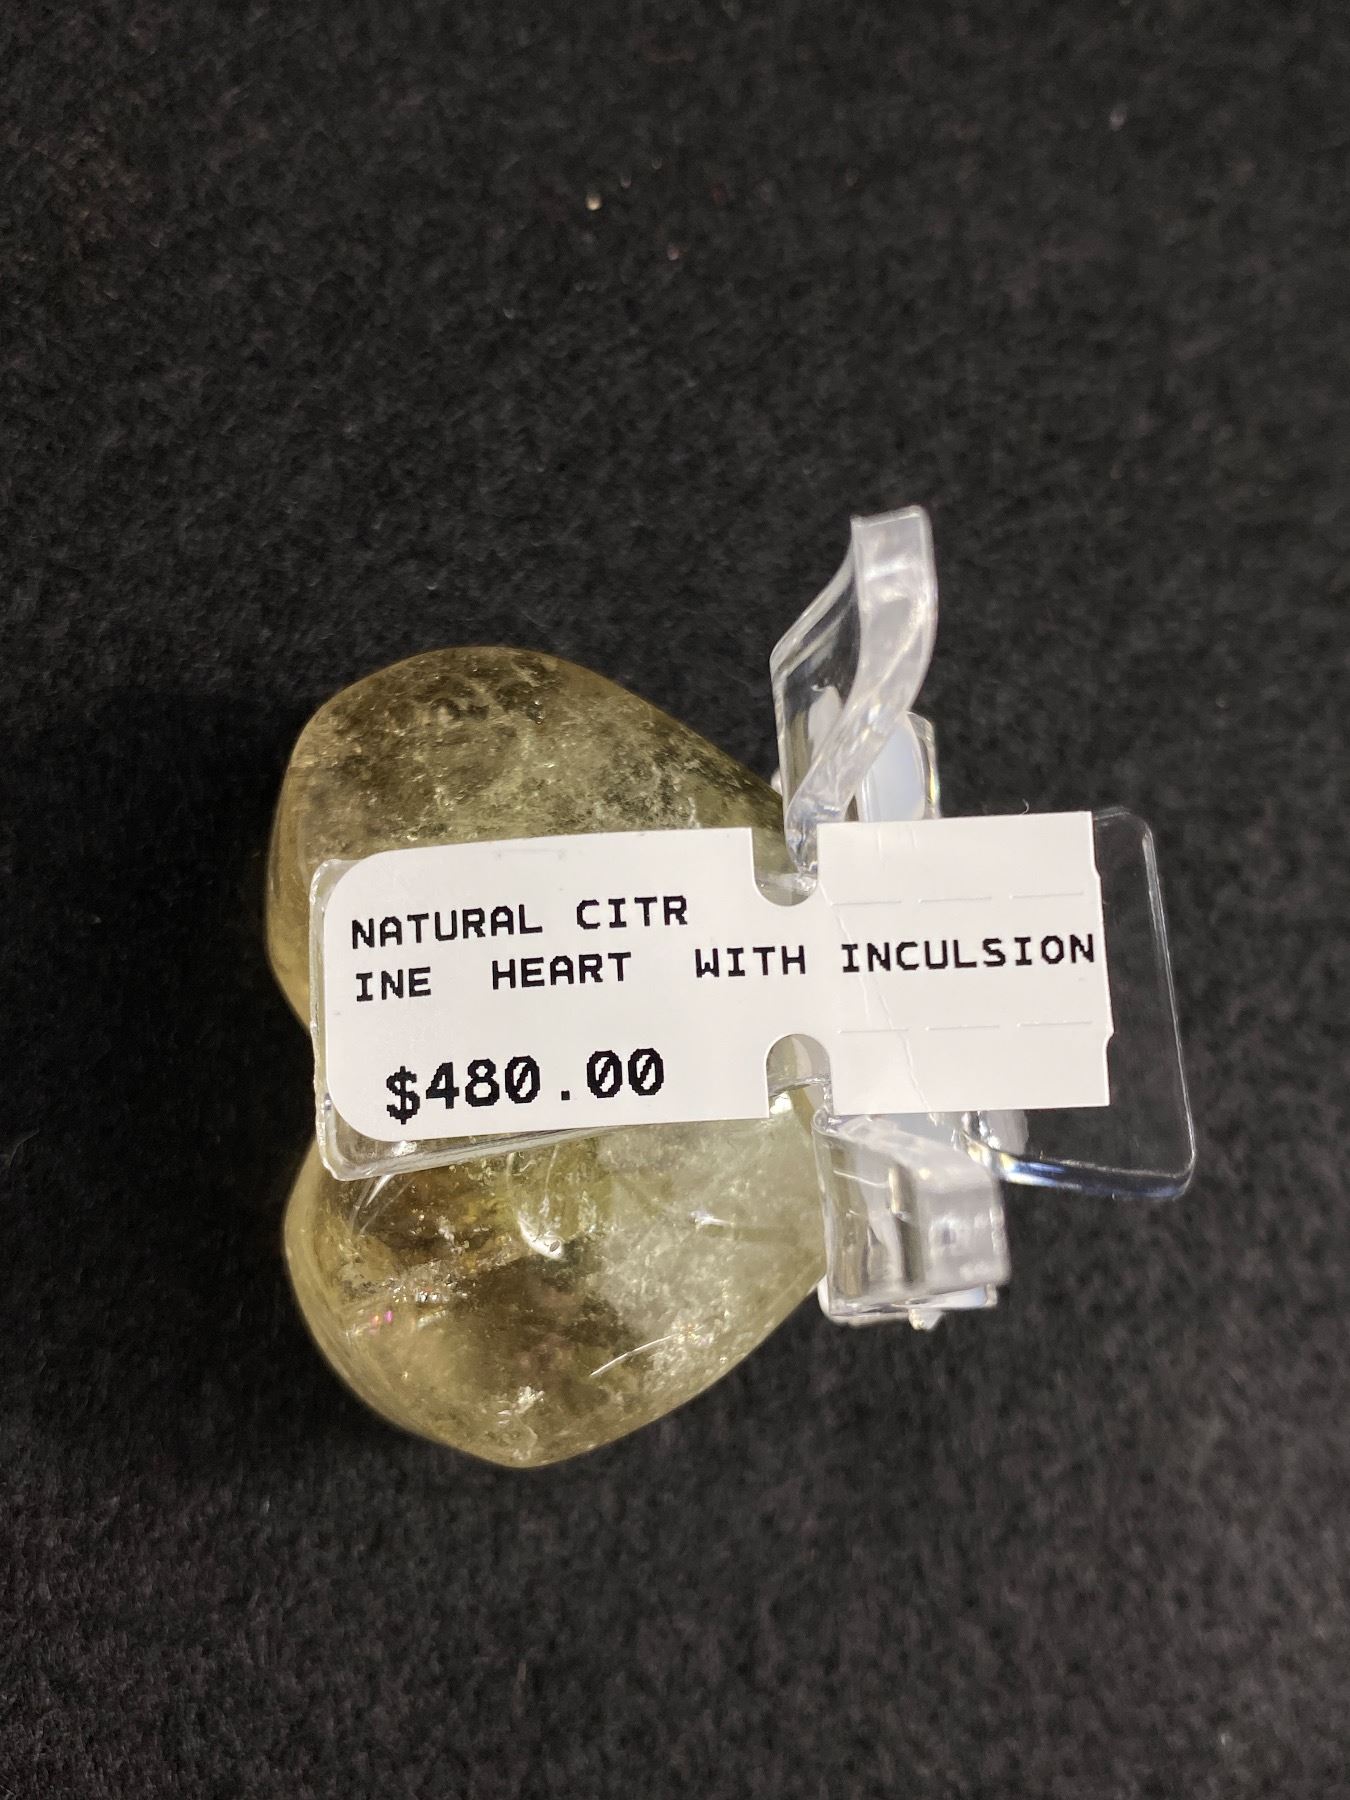 NATURAL CITR
INE HEART WITH INCULSION
$480.00